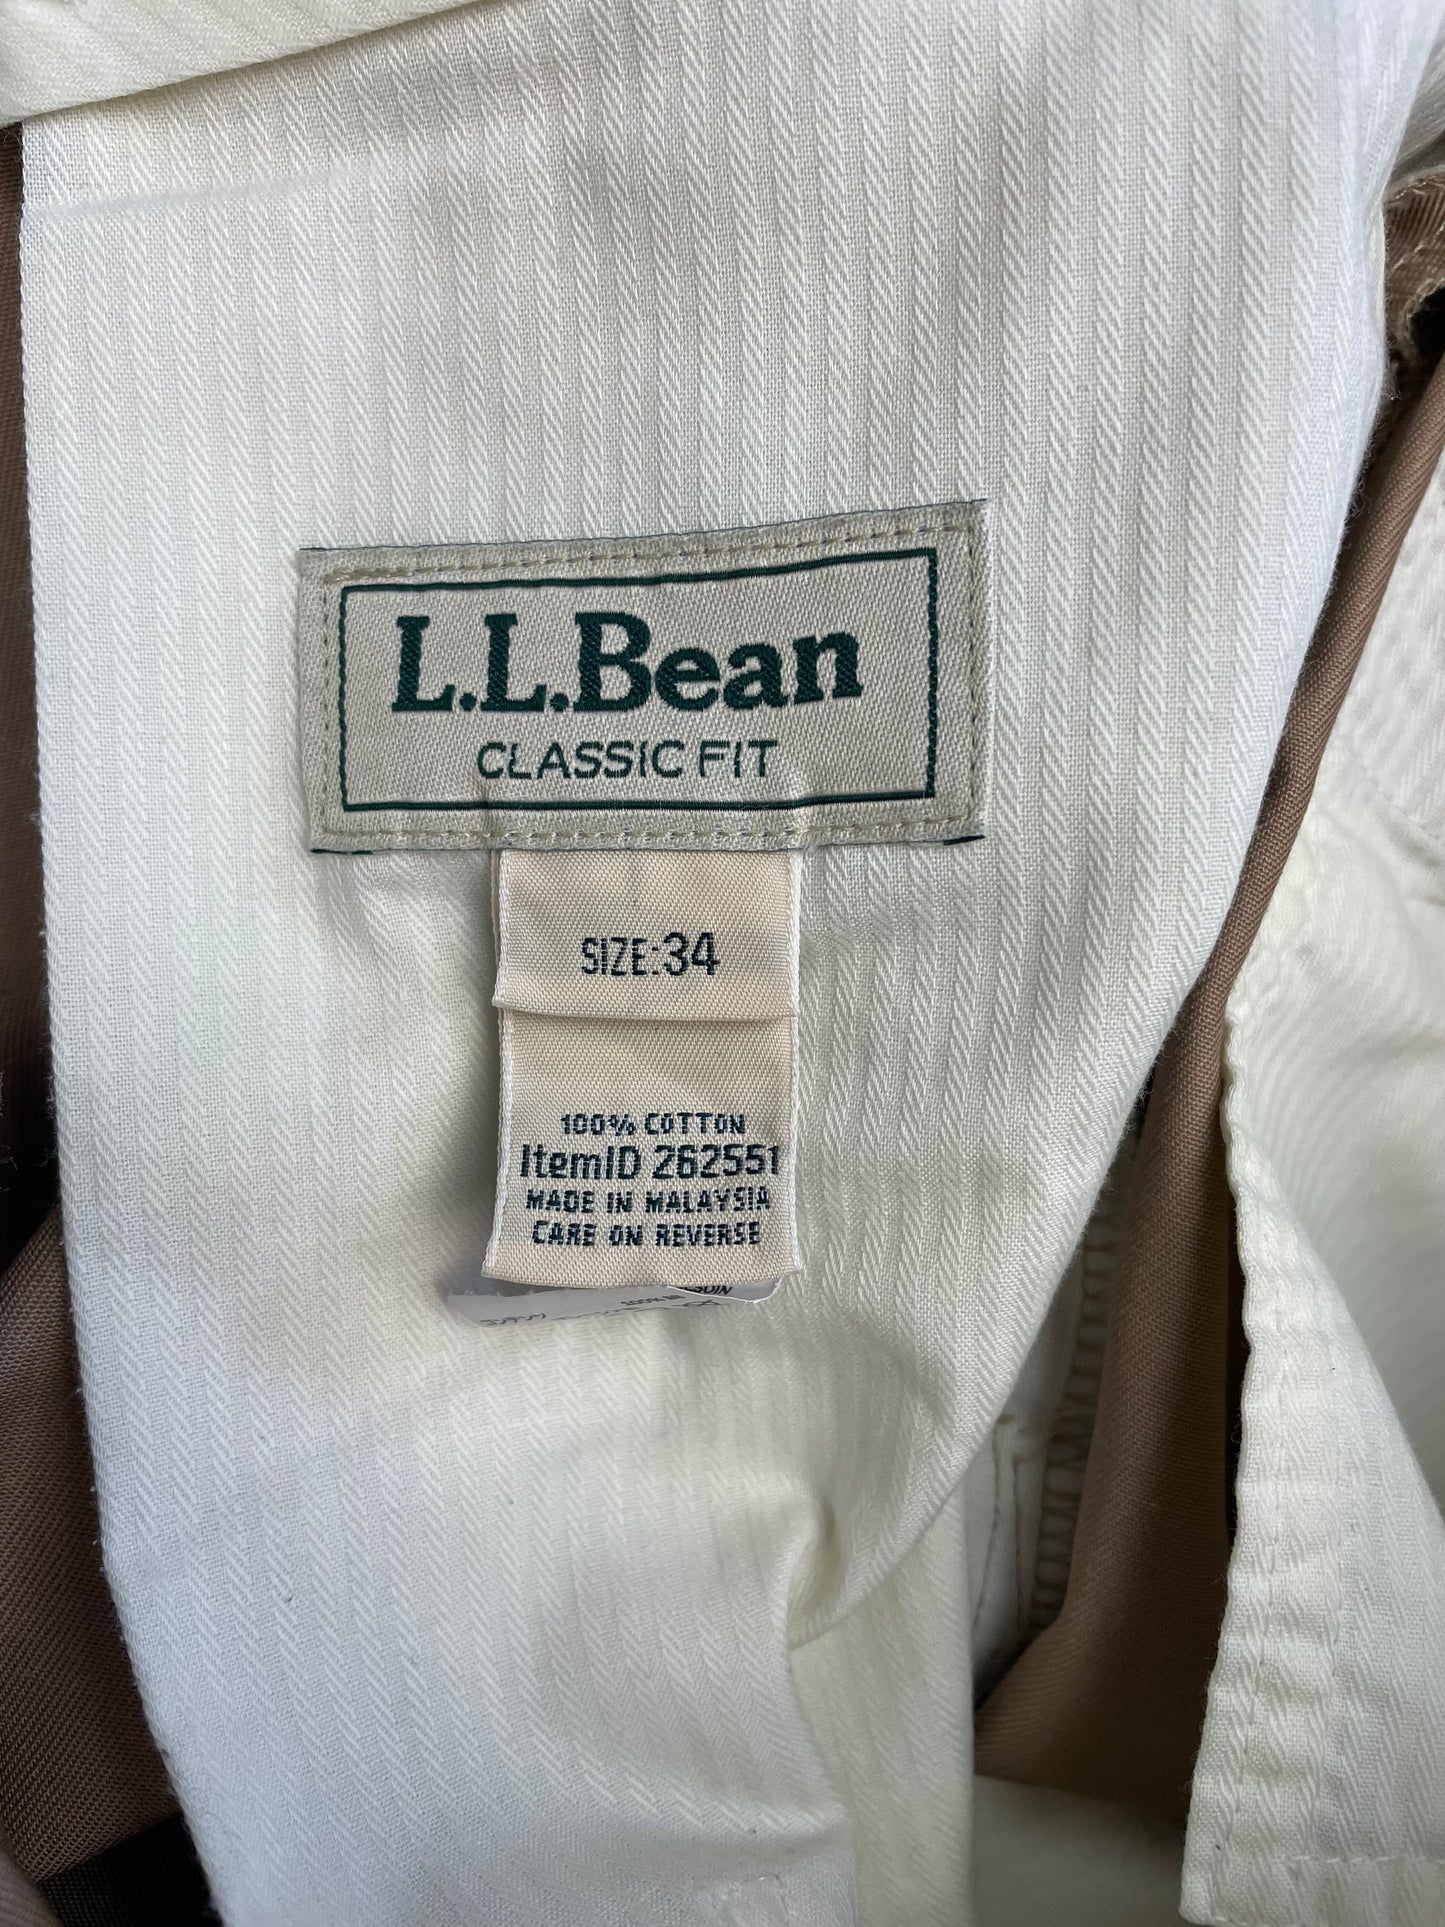 L.L.Bean
CLASSIC FIT
SIZE:34
100% COTTON
ItemID 262551
MADE IN MALAYSIA
CARE ON REVERSE